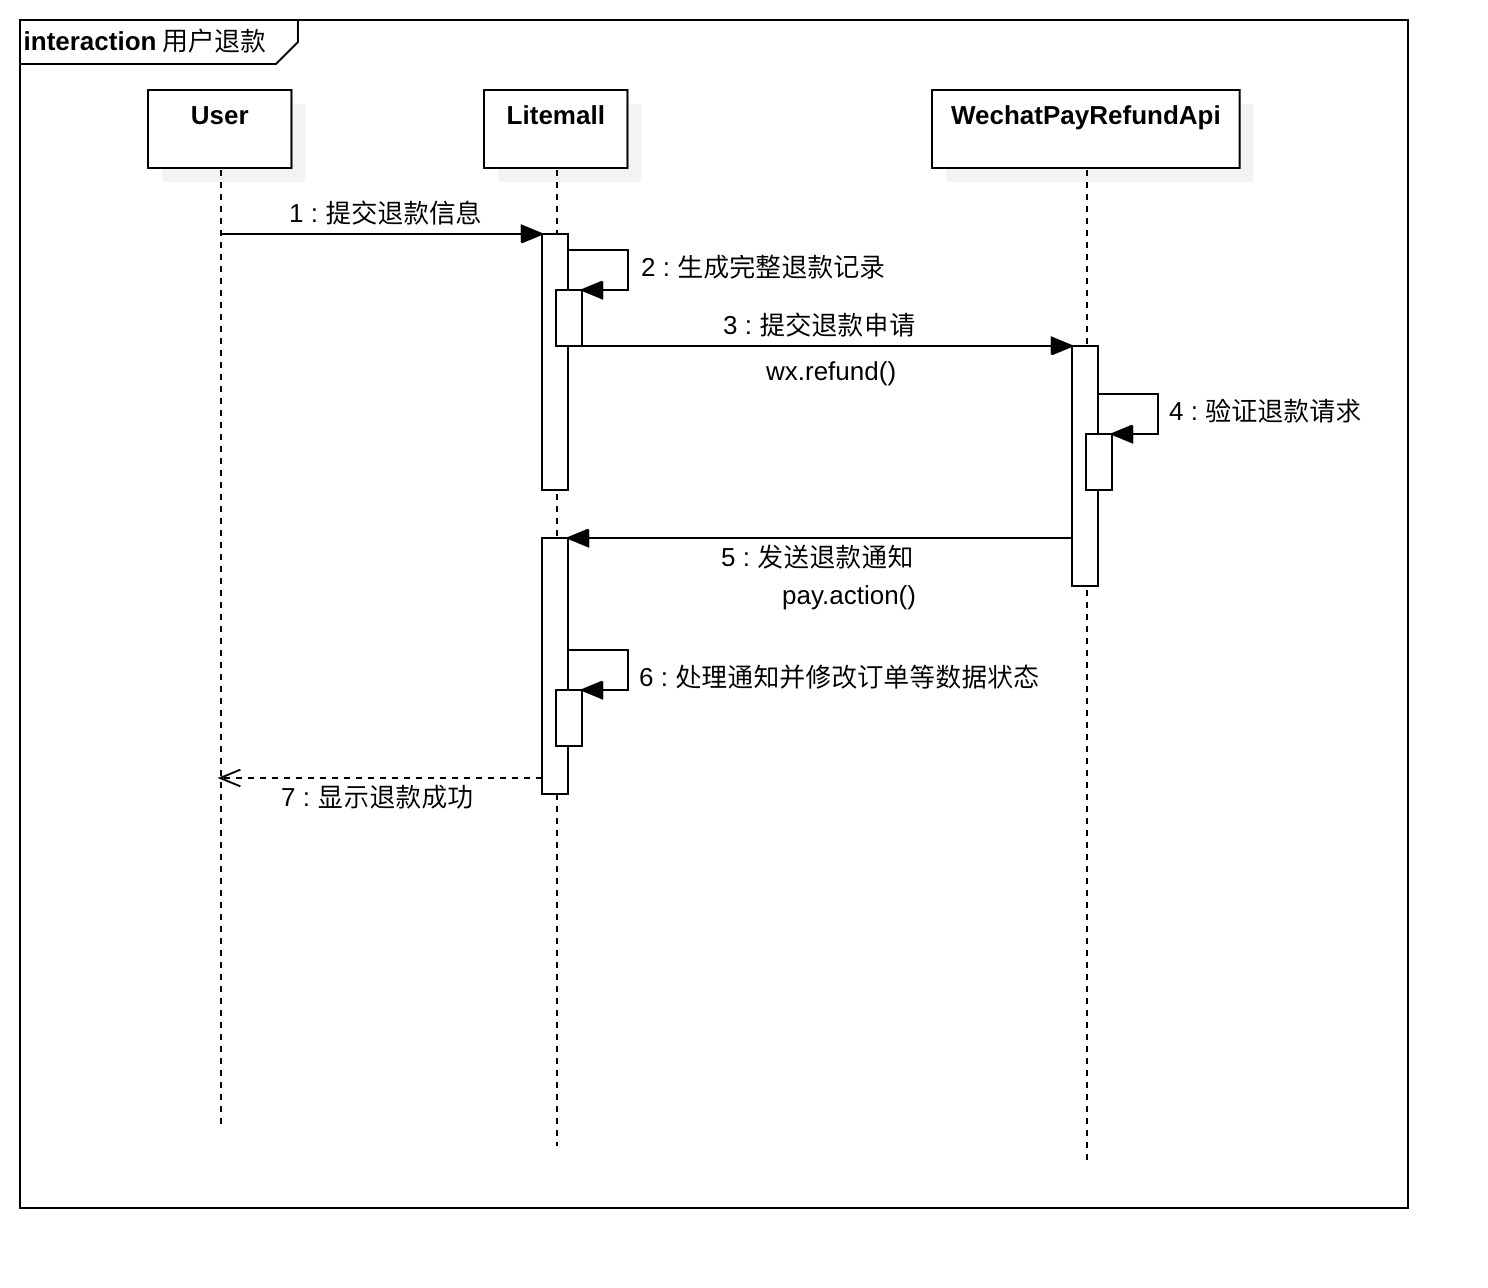 interaction 用户退款
User
Litemall
WechatPayRefundApi
1 : 提交退款信息
2 : 生成完整退款记录
3 : 提交退款申请
wx.refund()
4 : 验证退款请求
5 : 发送退款通知
pay.action()
6 : 处理通知并修改订单等数据状态
7 : 显示退款成功